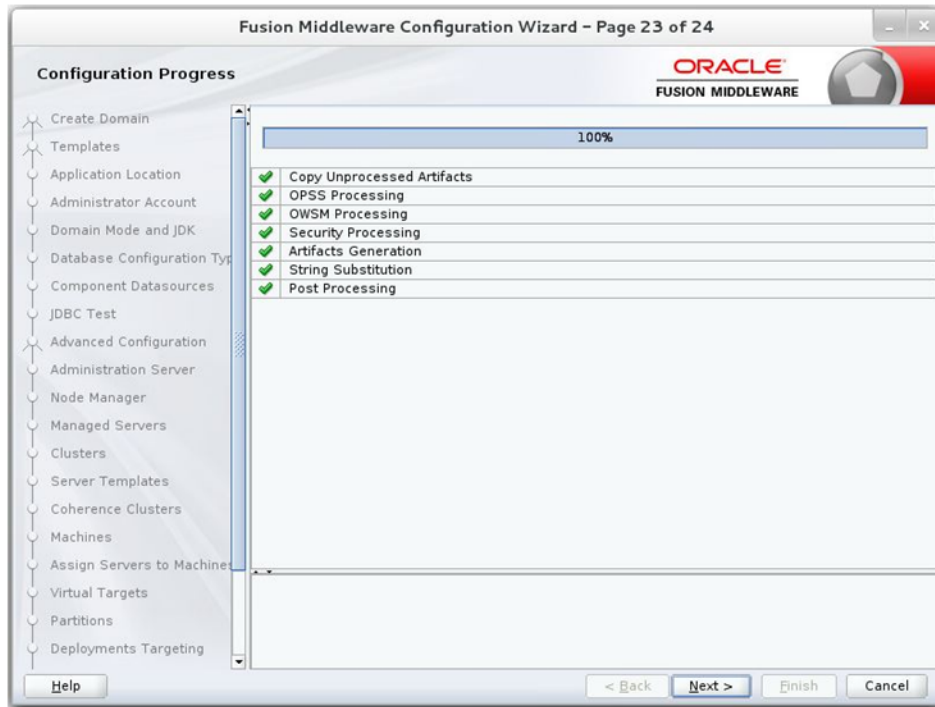 Fusion Middleware Configuration Wizard – Page 23 of 24
Configuration Progress
ORACLE
FUSION MIDDLEWARE
Create Domain
Templates
Application Location
Administrator Account
Domain Mode and JDK
Database Configuration Typ
Component Datasources
JDBC Test
Advanced Configuration
Administration Server
Node Manager
Managed Servers
Clusters
Server Templates
Coherence Clusters
Machines
Assign Servers to Machines
Virtual Targets
Partitions
Deployments Targeting
100%
Copy Unprocessed Artifacts
OPSS Processing
OWSM Processing
Security Processing
Artifacts Generation
String Substitution
Post Processing
Help
< Back
Next >
Finish
Cancel